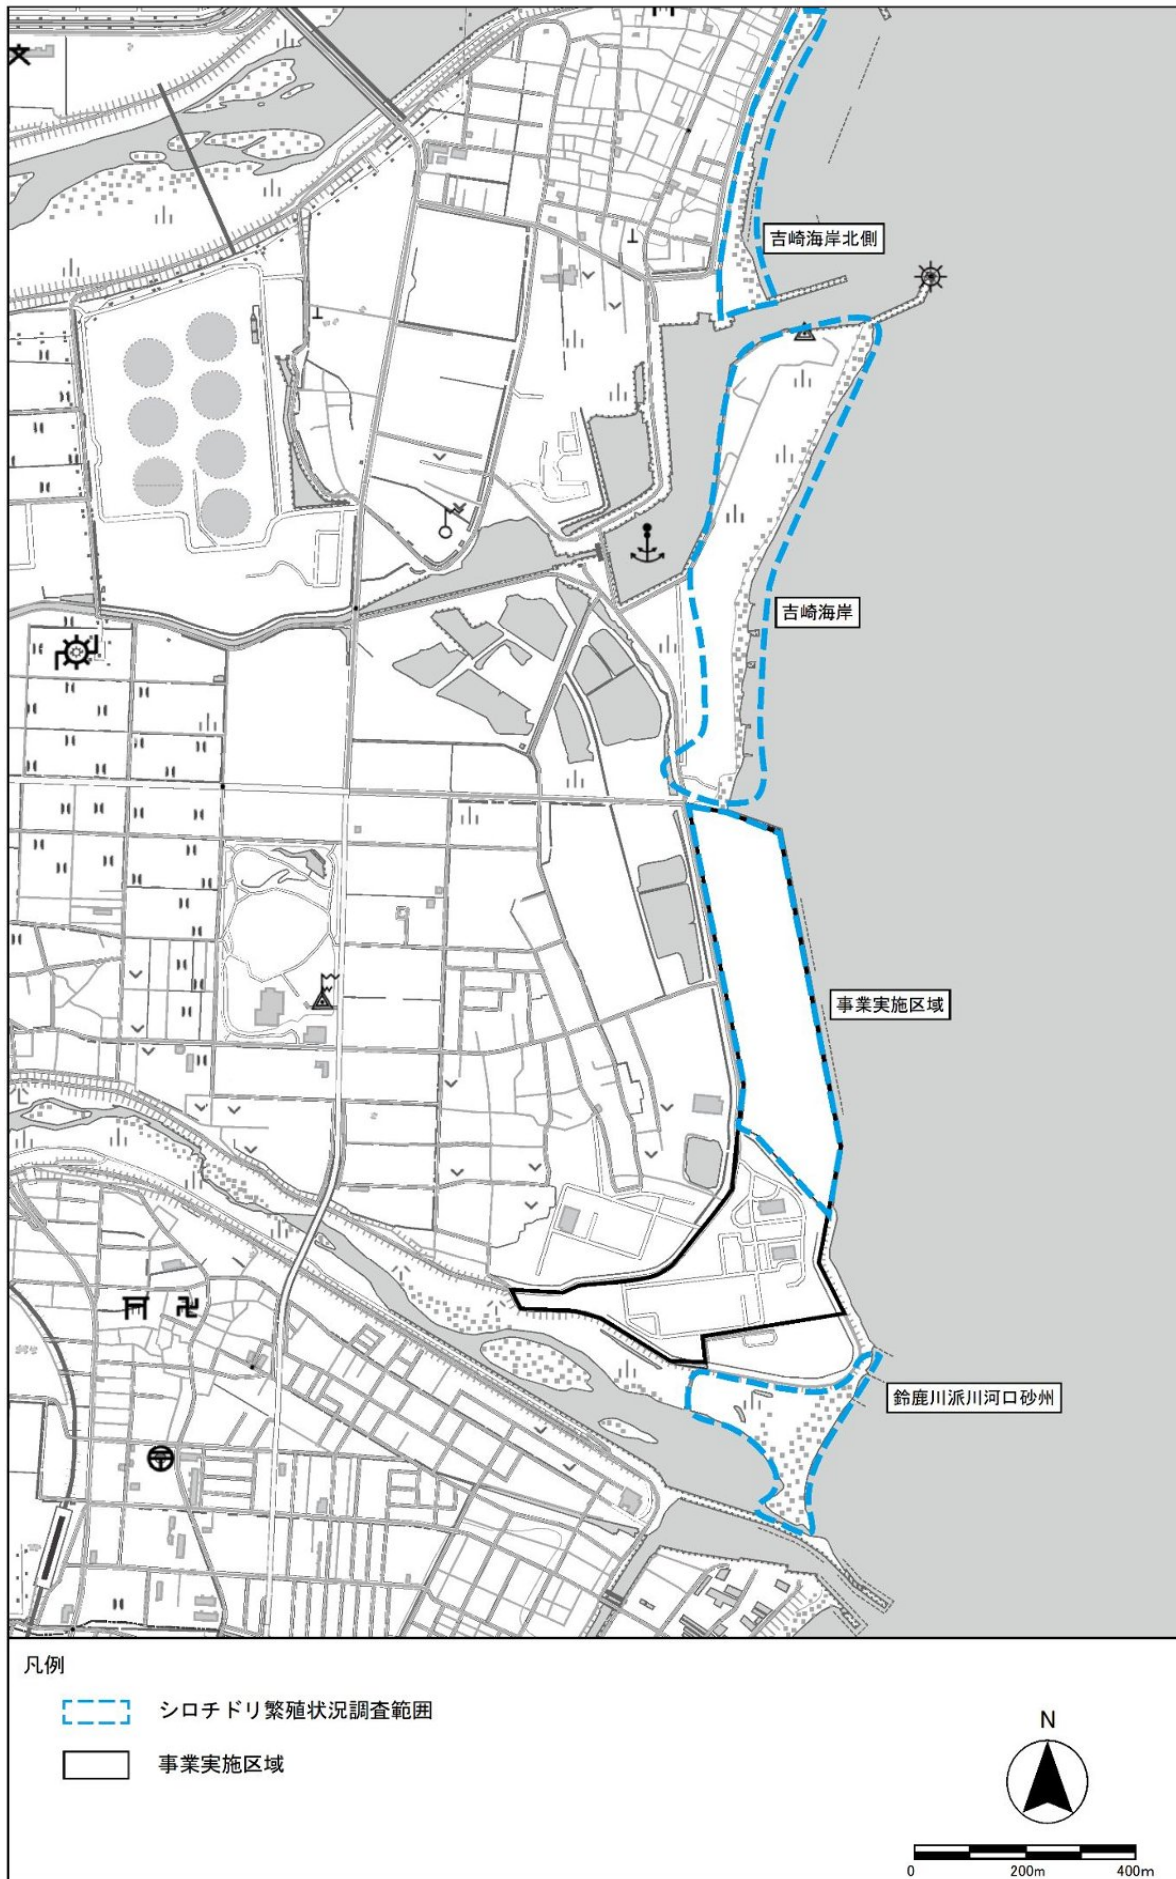 吉崎海岸北側
吉崎海岸
事業実施区域
鈴鹿川派川河口砂州
凡例
シロチドリ繁殖状況調査範囲
事業実施区域
N
0 200m 400m